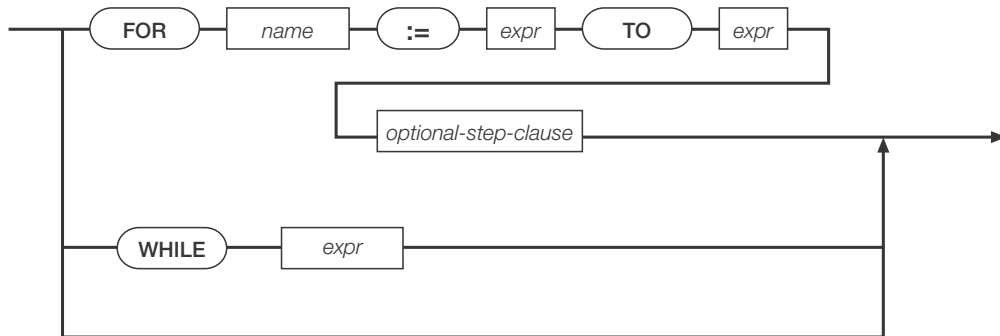 FOR name := expr TO expr
optional-step-clause
WHILE expr